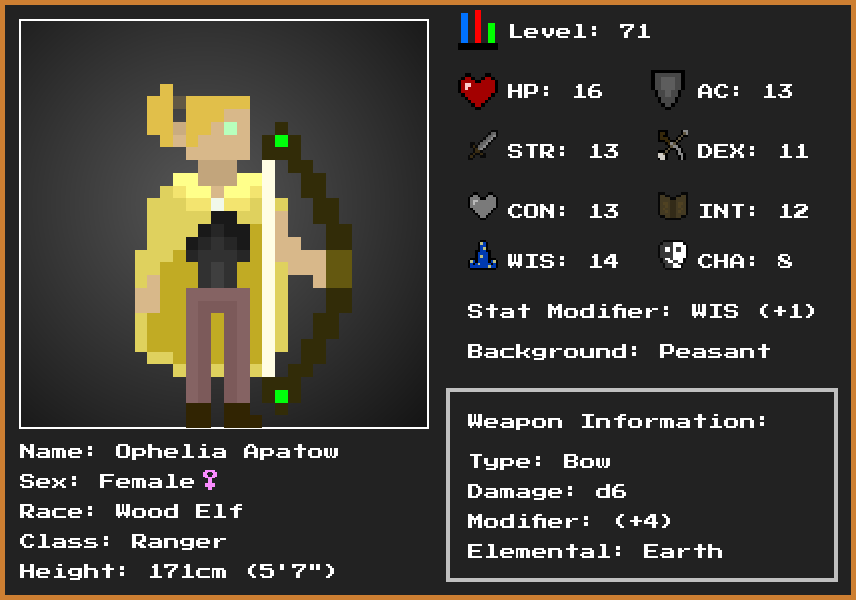 Level: 71
HP: 16
AC: 13
STR: 13
DEX: 11
CON: 13
INT: 12
WIS: 14
CHA: 8
Stat Modifier: WIS (+1)
Background: Peasant
Weapon Information:
Type: Bow
Damage: d6
Modifier: (+4)
Elemental: Earth
Name: Ophelia Apatow
Sex: Female♀
Race: Wood Elf
Class: Ranger
Height: 171cm (5'7")